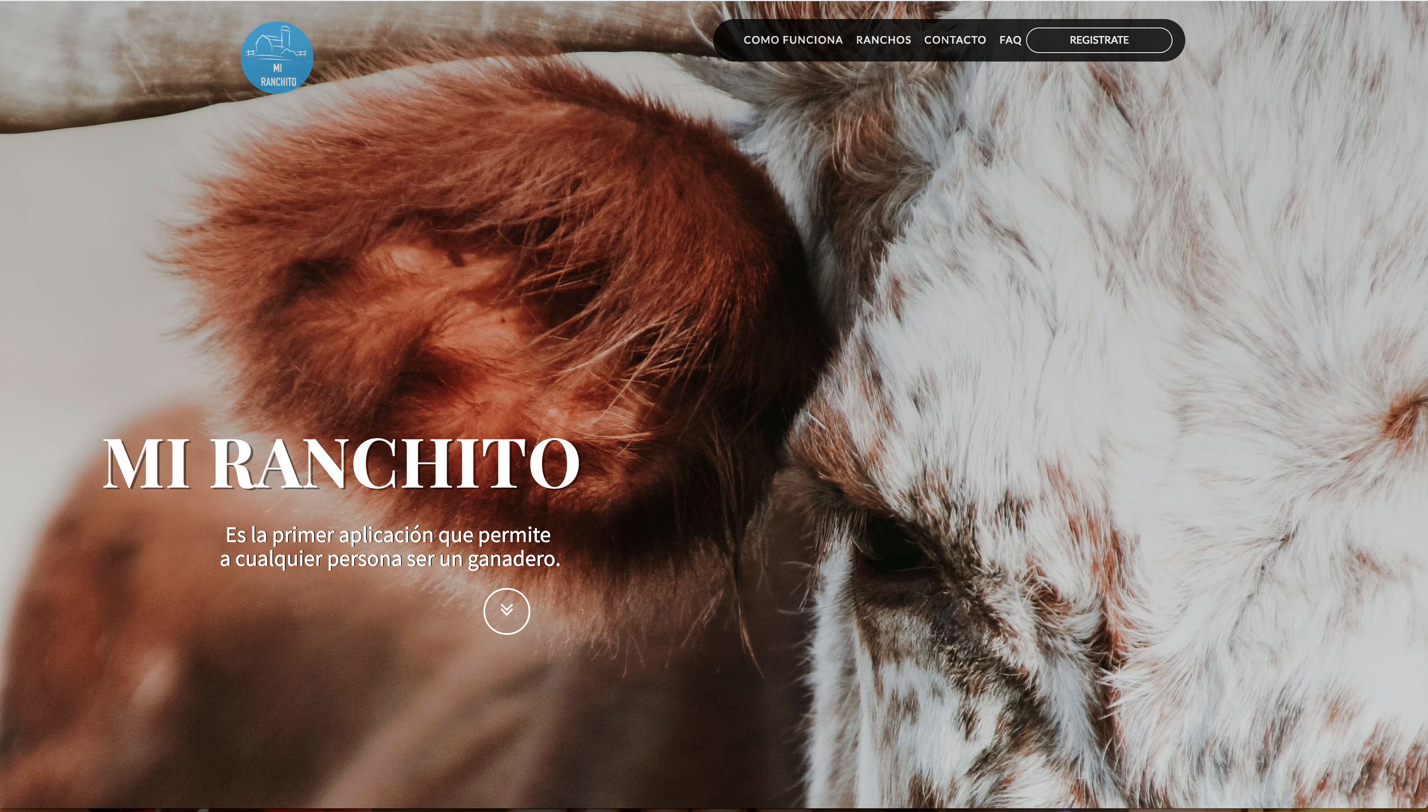 MI
RANCHITO
COMO FUNCIONA RANCHOS CONTACTO FAQ REGISTRATE
MI RANCHITO
Es la primer aplicación que permite
a cualquier persona ser un ganadero.